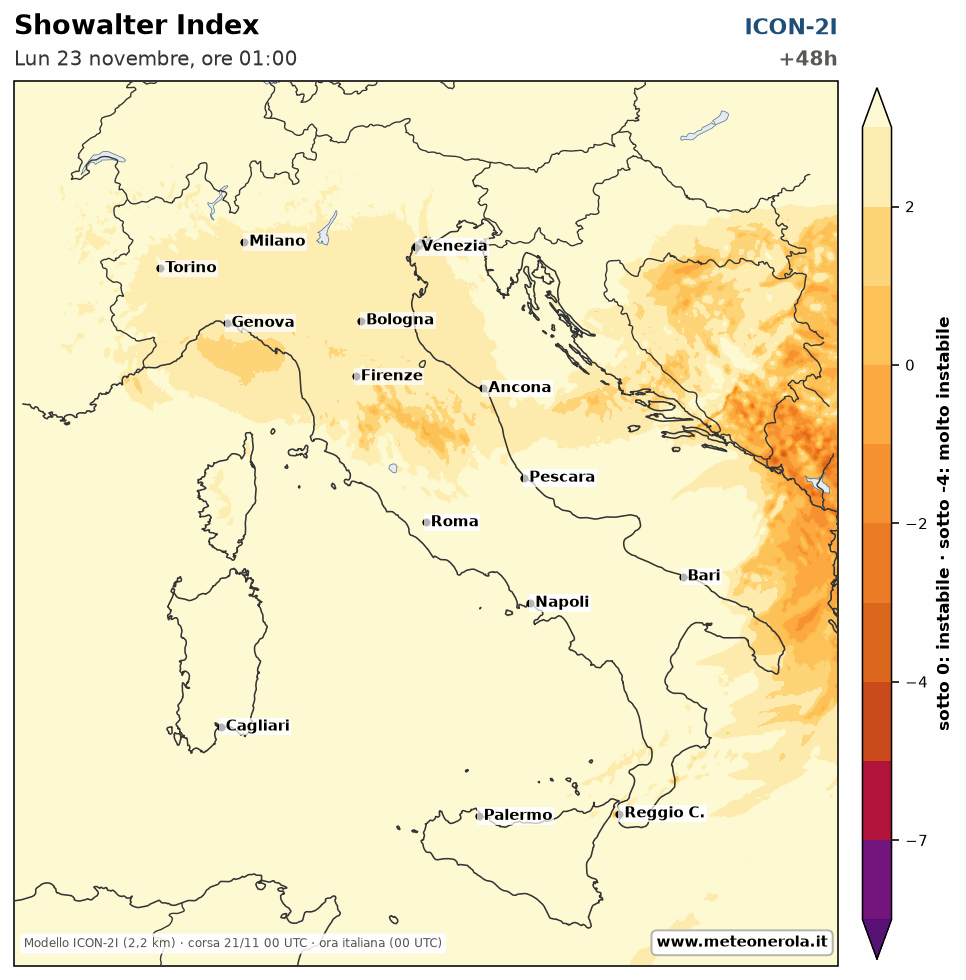 Showalter Index
ICON-2I
Lun 23 novembre, ore 01:00
+48h
Milano
Venezia
Torino
Genova
Bologna
Firenze
Ancona
Pescara
Roma
Bari
Napoli
Cagliari
Palermo
Reggio C.
2
0
−2
−4
−7
sotto 0: instabile · sotto -4: molto instabile
Modello ICON-2I (2,2 km) · corsa 21/11 00 UTC · ora italiana (00 UTC)
www.meteonerola.it